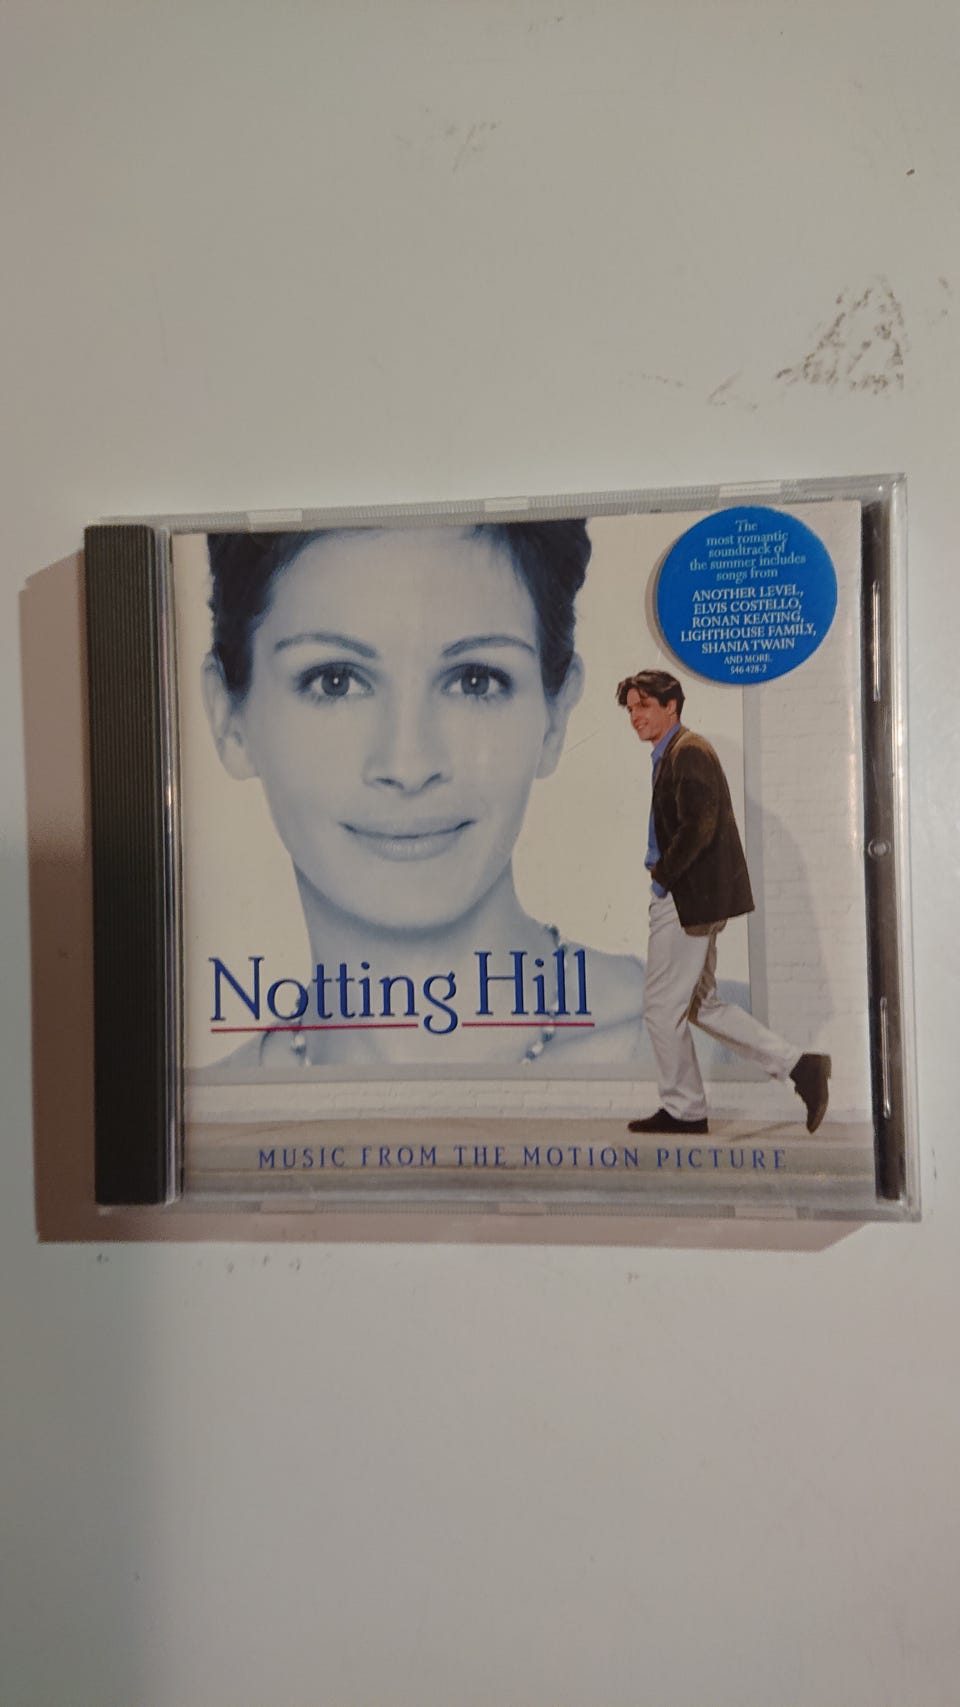 The
most romantic
soundtrack of
the summer includes
songs from
ANOTHER LEVEL,
ELVIS COSTELLO,
RONAN KEATING,
LIGHTHOUSE FAMILY,
SHANIA TWAIN
AND MORE.
546 428-2
Notting Hill
MUSIC FROM THE MOTION PICTURE